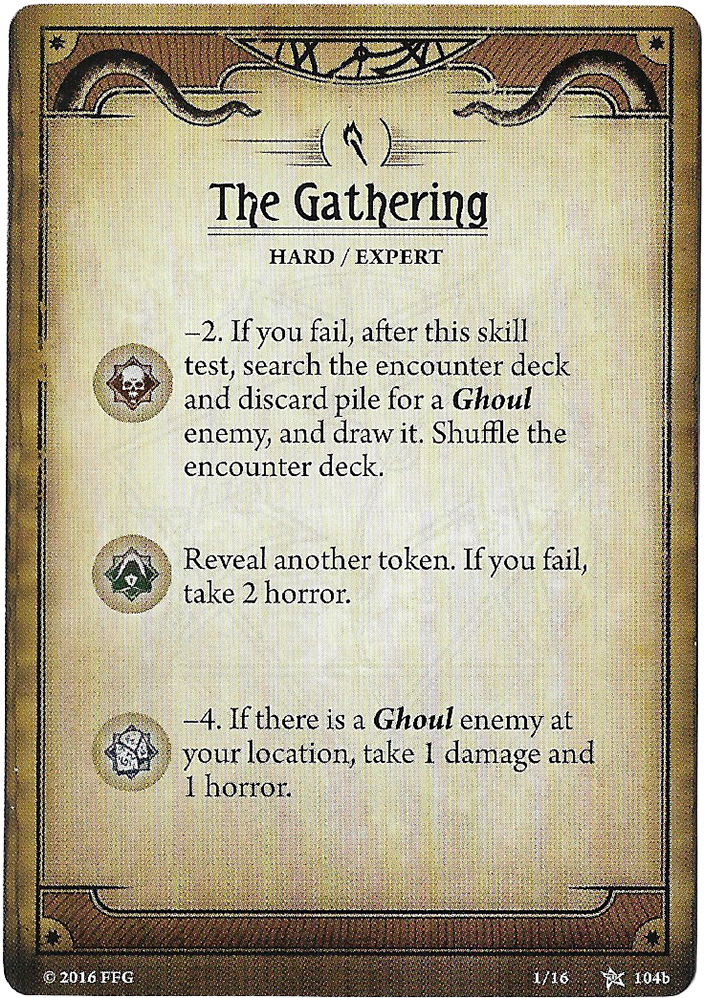 The Gathering
HARD / EXPERT
–2. If you fail, after this skill
test, search the encounter deck
and discard pile for a Ghoul
enemy, and draw it. Shuffle the
encounter deck.
Reveal another token. If you fail,
take 2 horror.
–4. If there is a Ghoul enemy at
your location, take 1 damage and
1 horror.
© 2016 FFG 1/16 104b